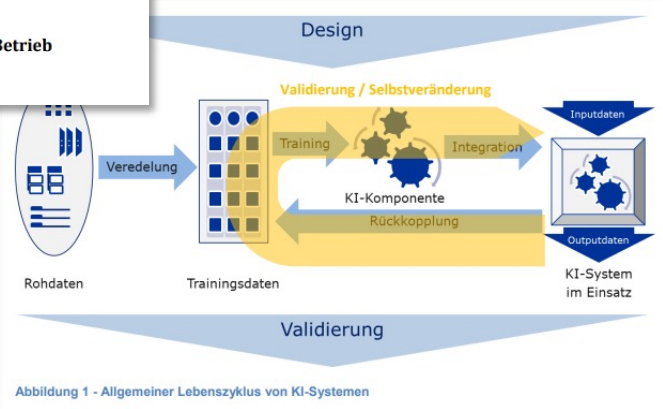 Betrieb
Design
Validierung / Selbstveränderung
Inputdaten
Training
Integration
Veredelung
KI-Komponente
Rückkopplung
Outputdaten
Rohdaten
Trainingsdaten
KI-System
im Einsatz
Validierung
Abbildung 1 - Allgemeiner Lebenszyklus von KI-Systemen